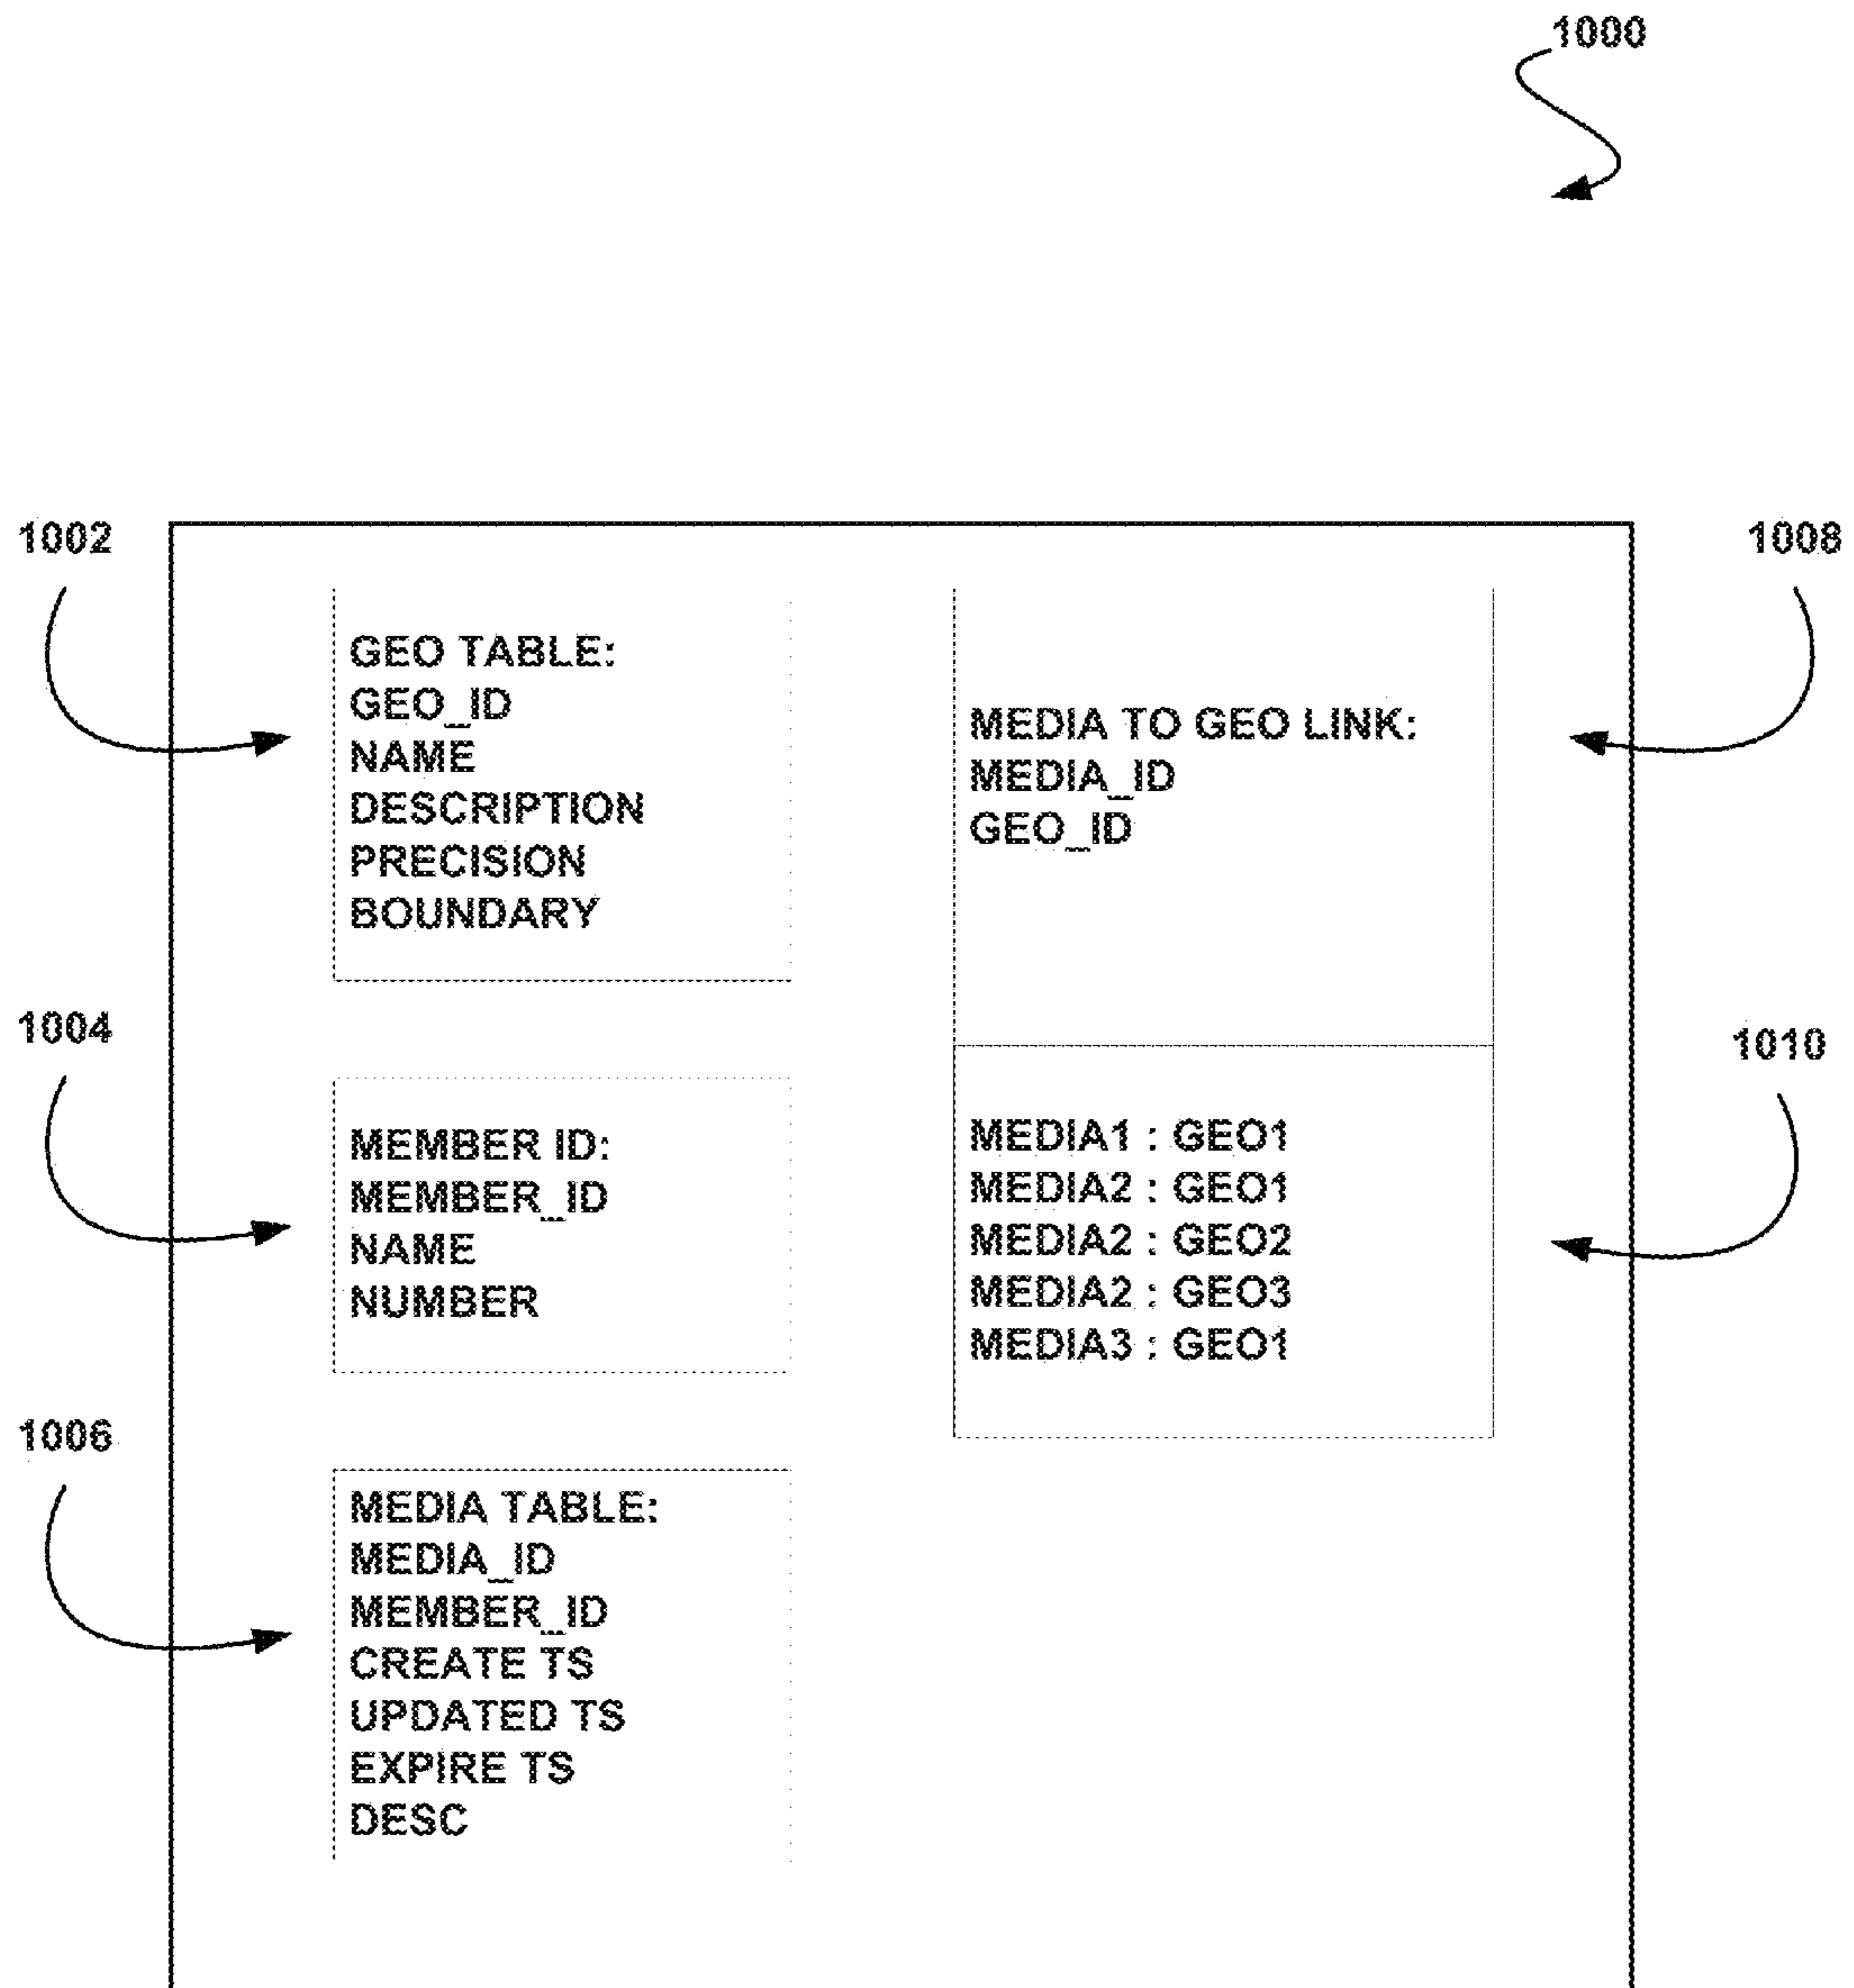 1000
1002
GEO TABLE:
GEO_ID
NAME
DESCRIPTION
PRECISION
BOUNDARY
1004
MEMBER ID:
MEMBER_ID
NAME
NUMBER
1006
MEDIA TABLE:
MEDIA_ID
MEMBER_ID
CREATE TS
UPDATED TS
EXPIRE TS
DESC
1008
MEDIA TO GEO LINK:
MEDIA_ID
GEO_ID
1010
MEDIA1 : GEO1
MEDIA2 : GEO1
MEDIA2 : GEO2
MEDIA2 : GEO3
MEDIA3 : GEO1